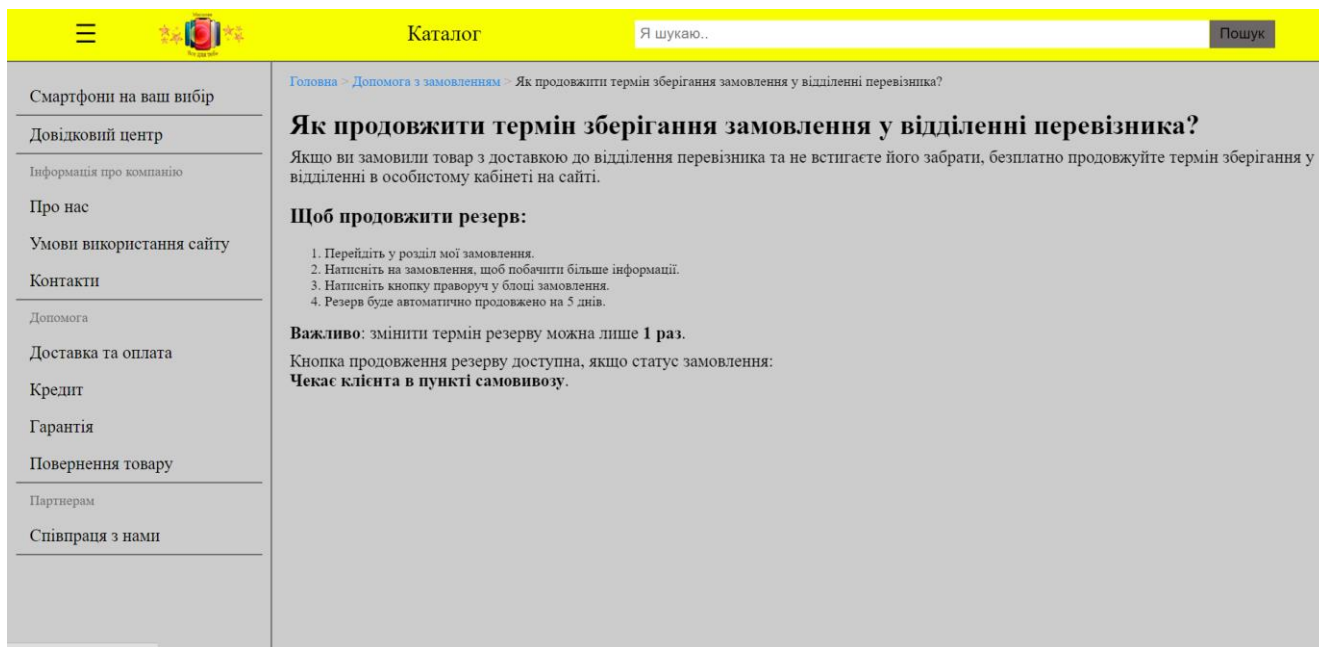 Каталог
Я шукаю..
Пошук
Смартфони на ваш вибір
Довідковий центр
Інформація про компанію
Про нас
Умови використання сайту
Контакти
Допомога
Доставка та оплата
Кредит
Гарантія
Повернення товару
Партнерам
Співпраця з нами
Головна > Допомога з замовленням > Як продовжити термін зберігання замовлення у відділенні перевізника?
Як продовжити термін зберігання замовлення у відділенні перевізника?
Якщо ви замовили товар з доставкою до відділення перевізника та не встигаєте його забрати, безплатно продовжуйте термін зберігання у
відділенні в особистому кабінеті на сайті.
Щоб продовжити резерв:
1. Перейдіть у розділ мої замовлення.
2. Натисніть на замовлення, щоб побачити більше інформації.
3. Натисніть кнопку праворуч у блоці замовлення.
4. Резерв буде автоматично продовжено на 5 днів.
Важливо: змінити термін резерву можна лише 1 раз.
Кнопка продовження резерву доступна, якщо статус замовлення:
Чекає клієнта в пункті самовивозу.